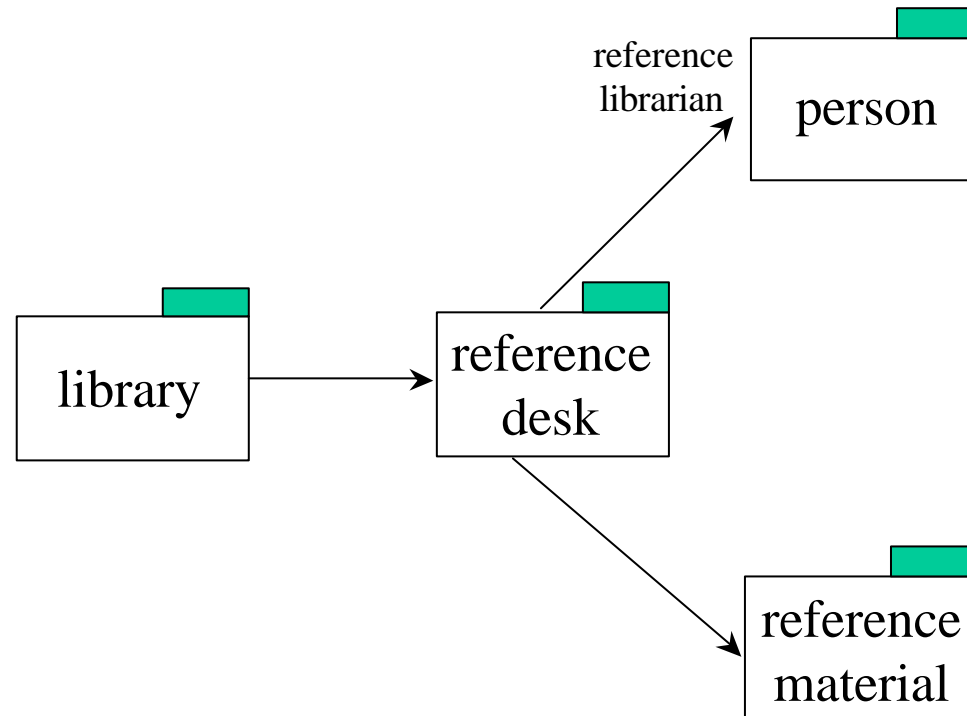 reference
librarian
person
library
reference
desk
reference
material